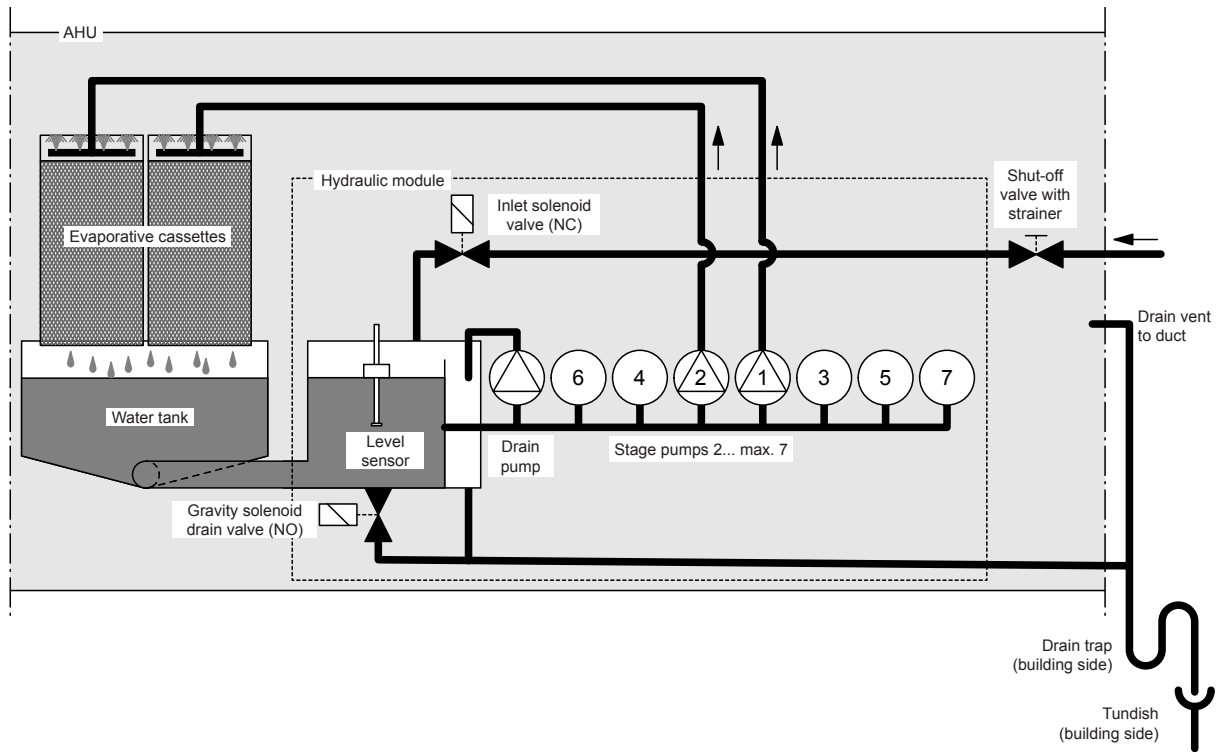 AHU
Hydraulic module
Inlet solenoid
valve (NC)
Shut-off
valve with
strainer
Evaporative cassettes
Drain vent
to duct
6
4
2
1
3
5
7
Water tank
Level
sensor
Drain
pump
Stage pumps 2... max. 7
Gravity solenoid
drain valve (NO)
Drain trap
(building side)
Tundish
(building side)